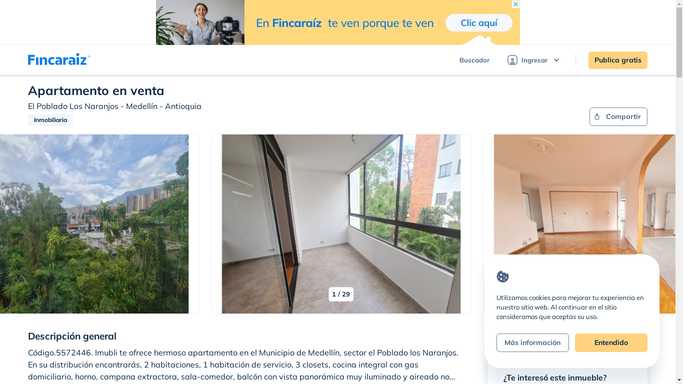 En Fincaraíz te ven porque te ven
Clic aquí
Fincaraíz
Buscador
Ingresar
Publica gratis
Apartamento en venta
El Poblado Los Naranjos - Medellín - Antioquia
Inmobiliaria
Compartir
1 / 29
Utilizamos cookies para mejorar tu experiencia en
nuestro sitio web. Al continuar en el sitio
consideramos que aceptas su uso.
Más información
Entendido
Descripción general
Código.5572446. Imubli te ofrece hermoso apartamento en el Municipio de Medellín, sector el Poblado los Naranjos.
En su distribución encontrarás, 2 habitaciones, 1 habitación de servicio, 3 closets, cocina integral con gas
domiciliario, horno, campana extractora, sala-comedor, balcón con vista panorámica muy iluminado y aireado no...
¿Te interesó este inmueble?